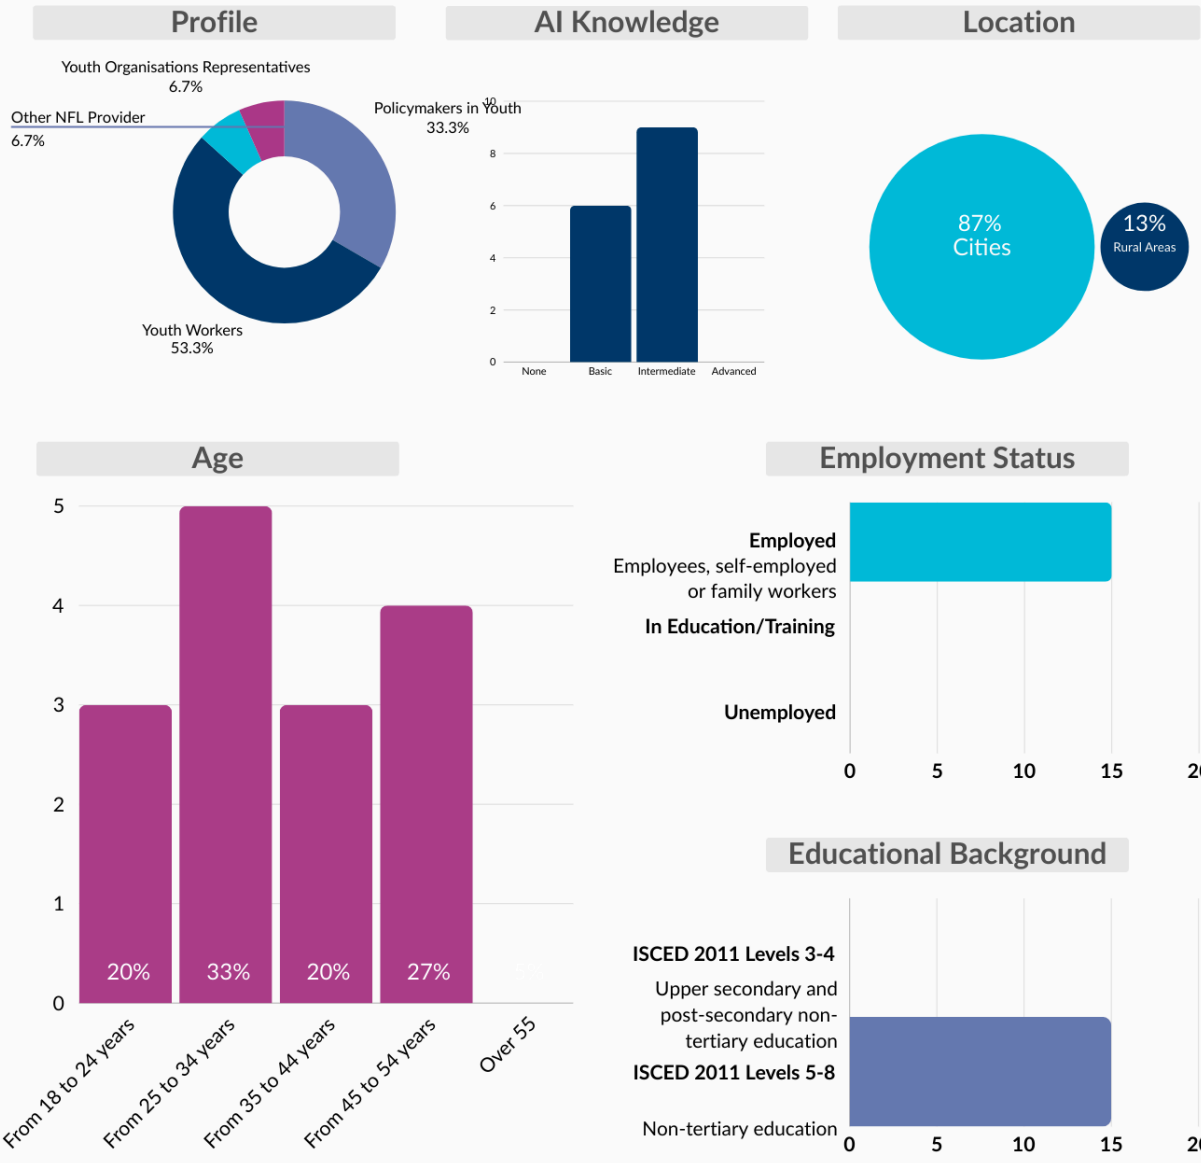 Profile
Youth Organisations Representatives
6.7%
Other NFL Provider
6.7%
Policymakers in Youth
33.3%
Youth Workers
53.3%
AI Knowledge
10
8
6
4
2
0
None
Basic
Intermediate
Advanced
Location
87%
Cities
13%
Rural Areas
Age
5
4
3
2
1
0
20%
33%
20%
27%
From 18 to 24 years
From 25 to 34 years
From 35 to 44 years
From 45 to 54 years
Over 55
Employment Status
Employed
Employees, self-employed
or family workers
In Education/Training
Unemployed
0 5 10 15
Educational Background
ISCED 2011 Levels 3-4
Upper secondary and
post-secondary non-
tertiary education
ISCED 2011 Levels 5-8
Non-tertiary education
0 5 10 15